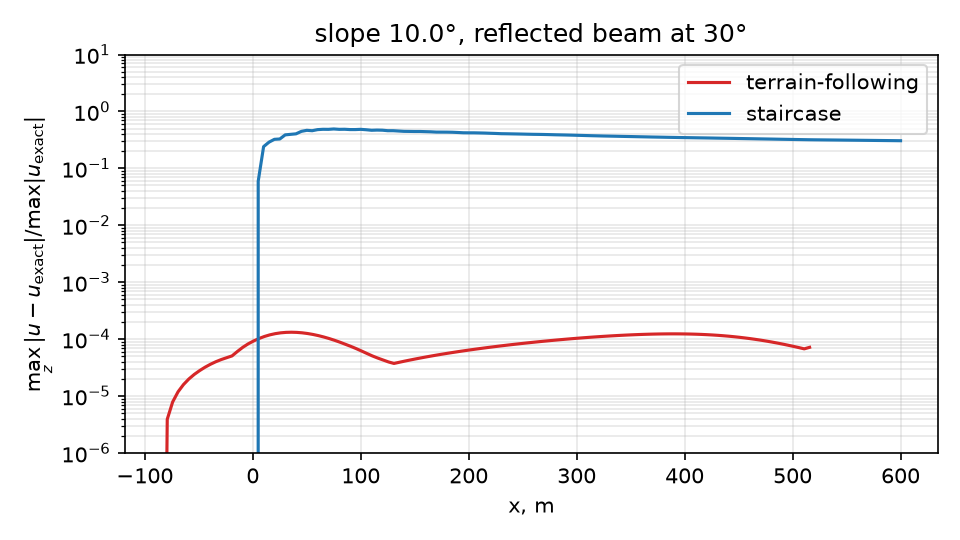 slope 10.0°, reflected beam at 30°
10¹
10⁰
10⁻¹
10⁻²
10⁻³
10⁻⁴
10⁻⁵
10⁻⁶
max_z |u − u_exact|/max|u_exact|
terrain-following
staircase
−100 0 100 200 300 400 500 600
x, m